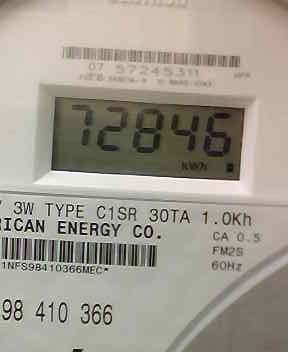 07 57245311
72846
kWh
3W TYPE C1SR 30TA 1.0Kh
RICAN ENERGY CO. CA 0.5
FM2S
1NFS98410366MEC* 60Hz
98 410 366